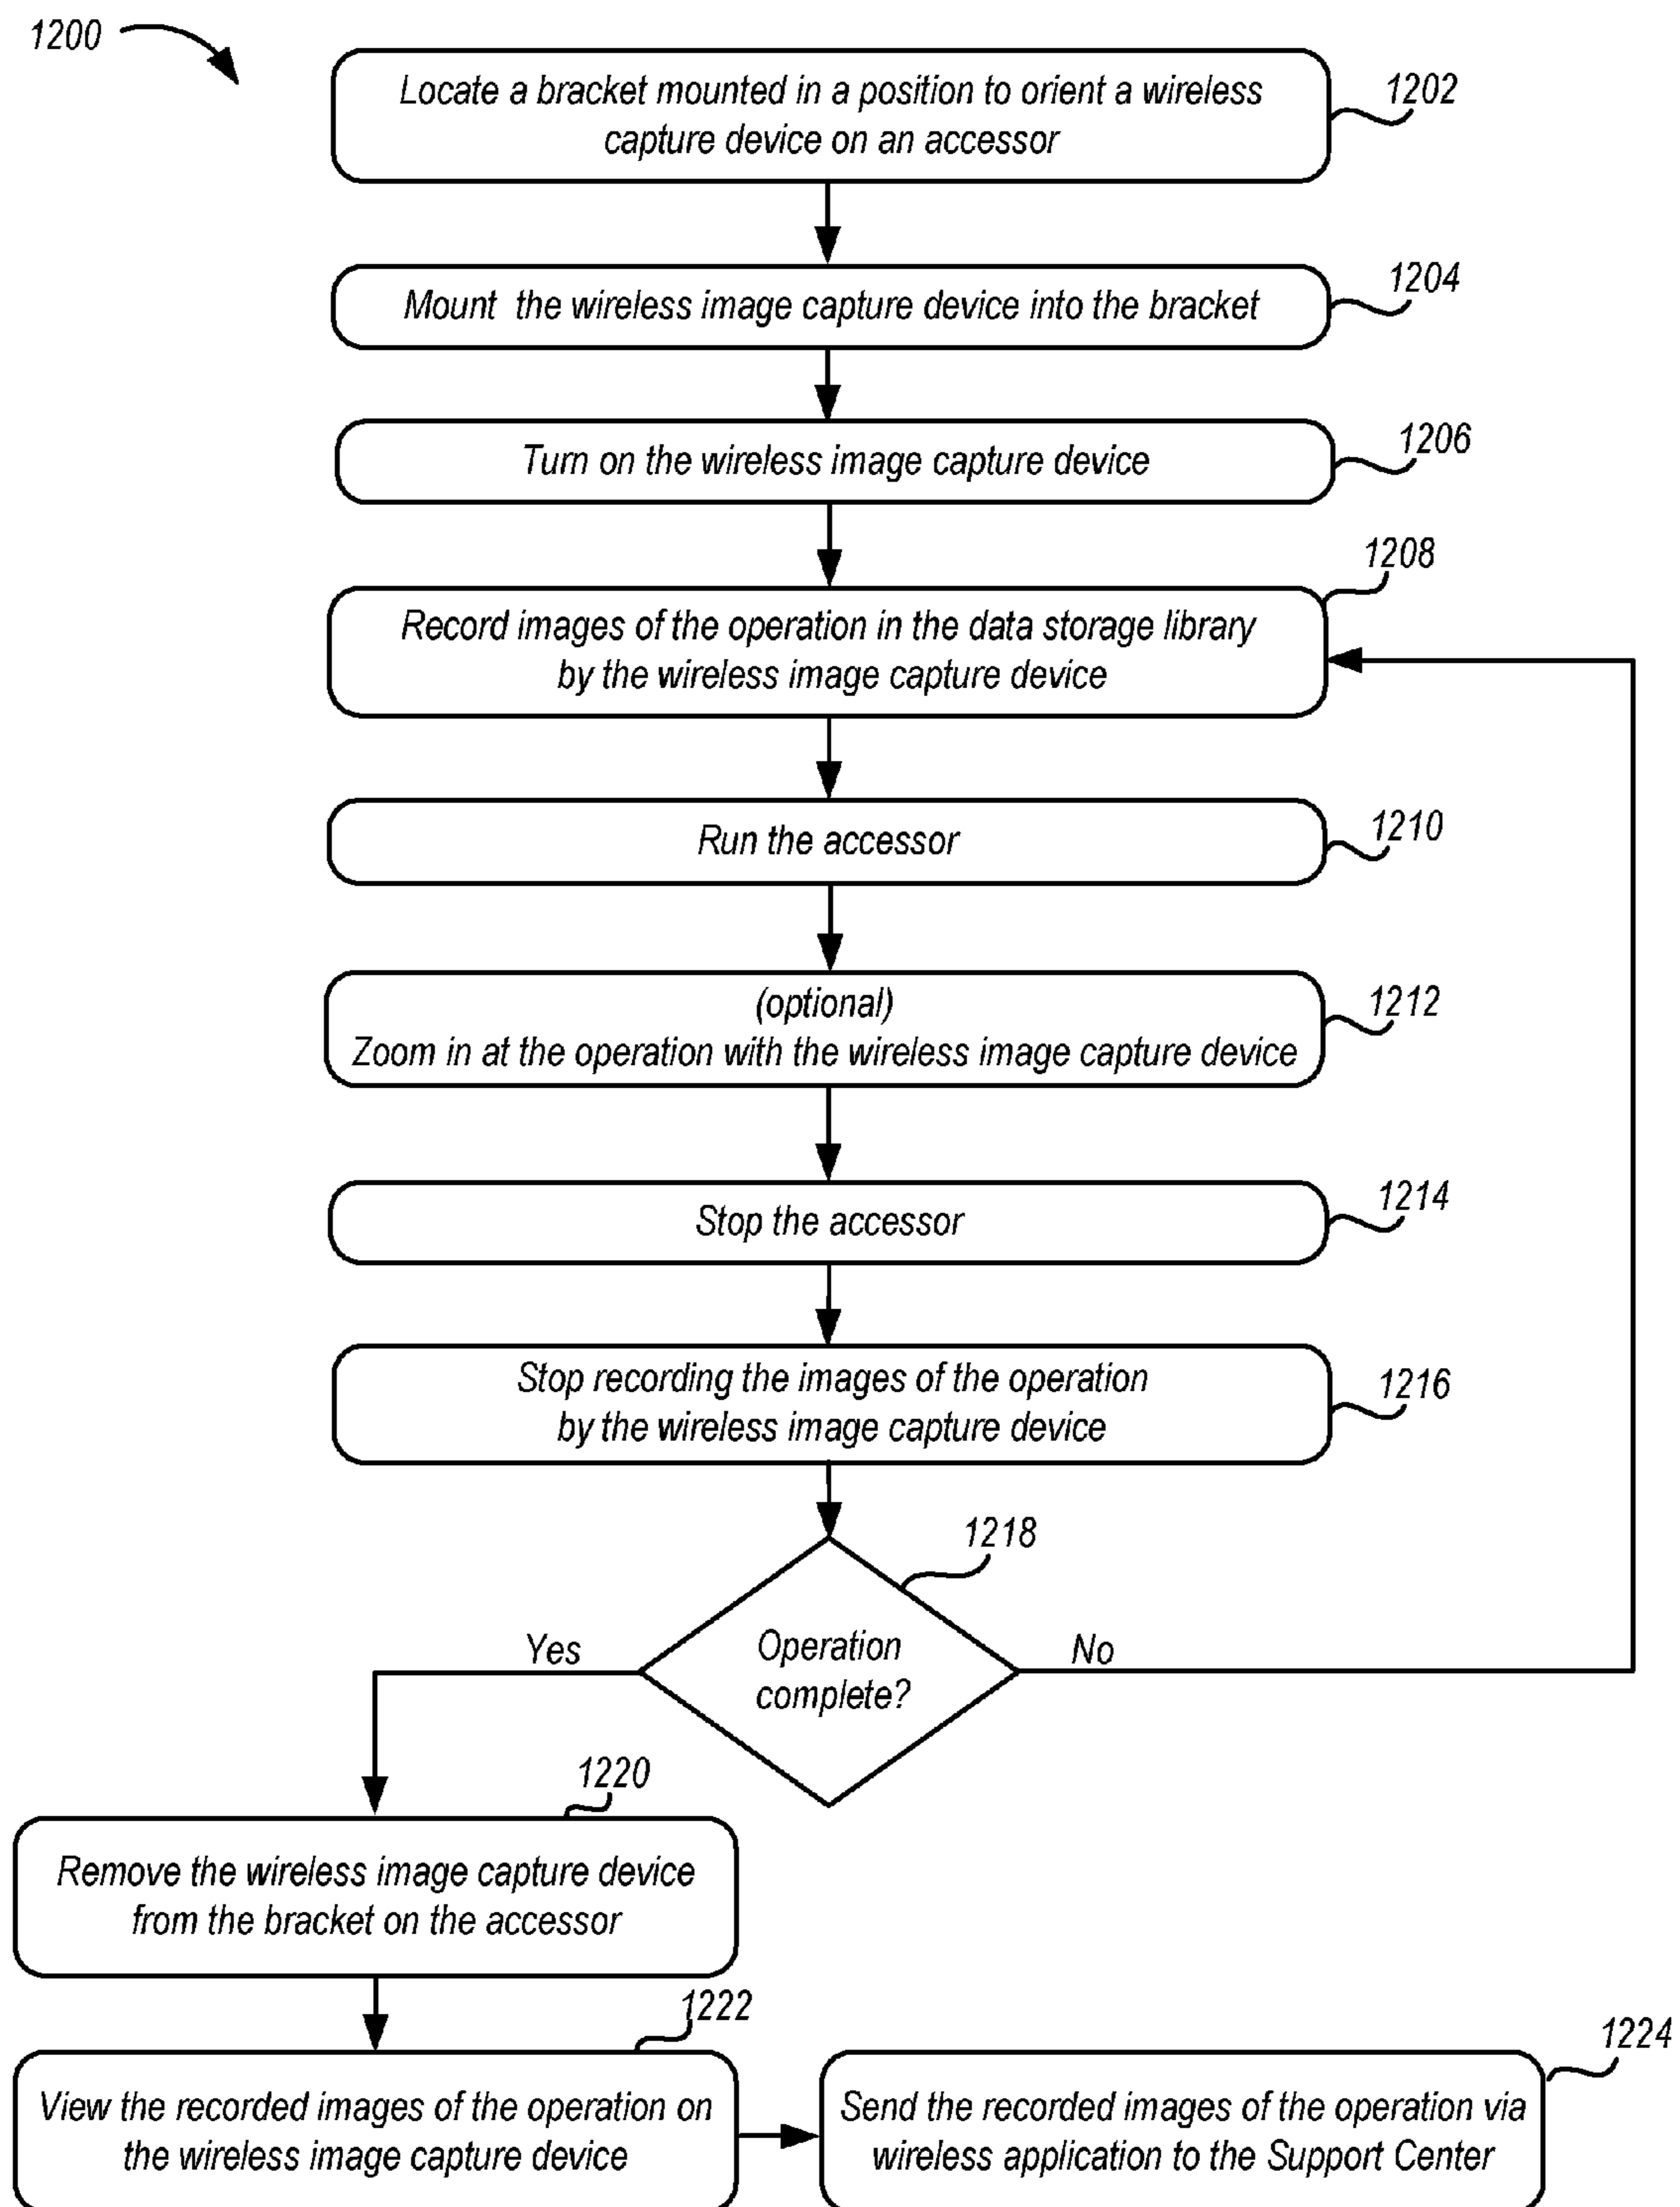 1200
Locate a bracket mounted in a position to orient a wireless
capture device on an accessor
1202
Mount the wireless image capture device into the bracket
1204
Turn on the wireless image capture device
1206
1208
Record images of the operation in the data storage library
by the wireless image capture device
Run the accessor
1210
(optional)
Zoom in at the operation with the wireless image capture device
1212
Stop the accessor
1214
Stop recording the images of the operation
by the wireless image capture device
1216
1218
Operation
complete?
Yes
No
1220
Remove the wireless image capture device
from the bracket on the accessor
1222
View the recorded images of the operation on
the wireless image capture device
1224
Send the recorded images of the operation via
wireless application to the Support Center